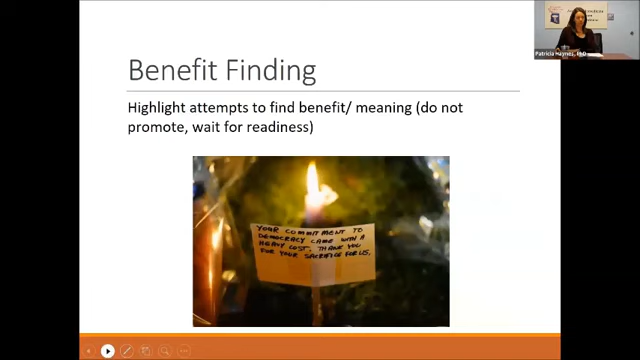 Benefit Finding
Highlight attempts to find benefit/ meaning (do not
promote, wait for readiness)
YOUR COMMITMENT TO
DEMOCRACY CAME WITH A
HEAVY COST. THANK YOU
FOR YOUR SACRIFICE FOR US.
Patricia Haynes, PhD